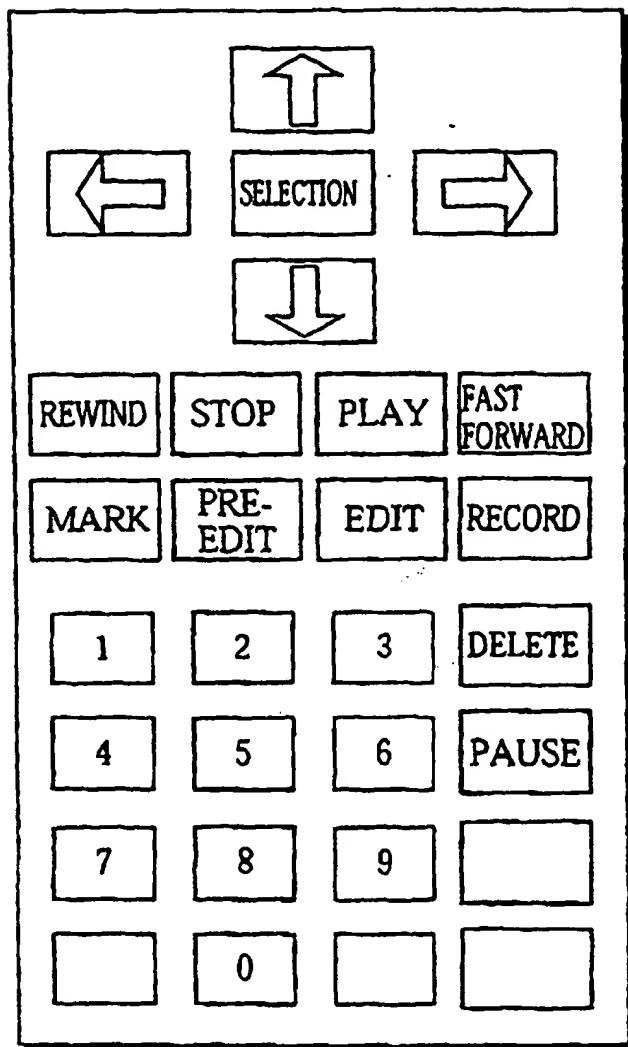 SELECTION
REWIND STOP PLAY FAST FORWARD
MARK PRE-EDIT EDIT RECORD
1 2 3 DELETE
4 5 6 PAUSE
7 8 9
0